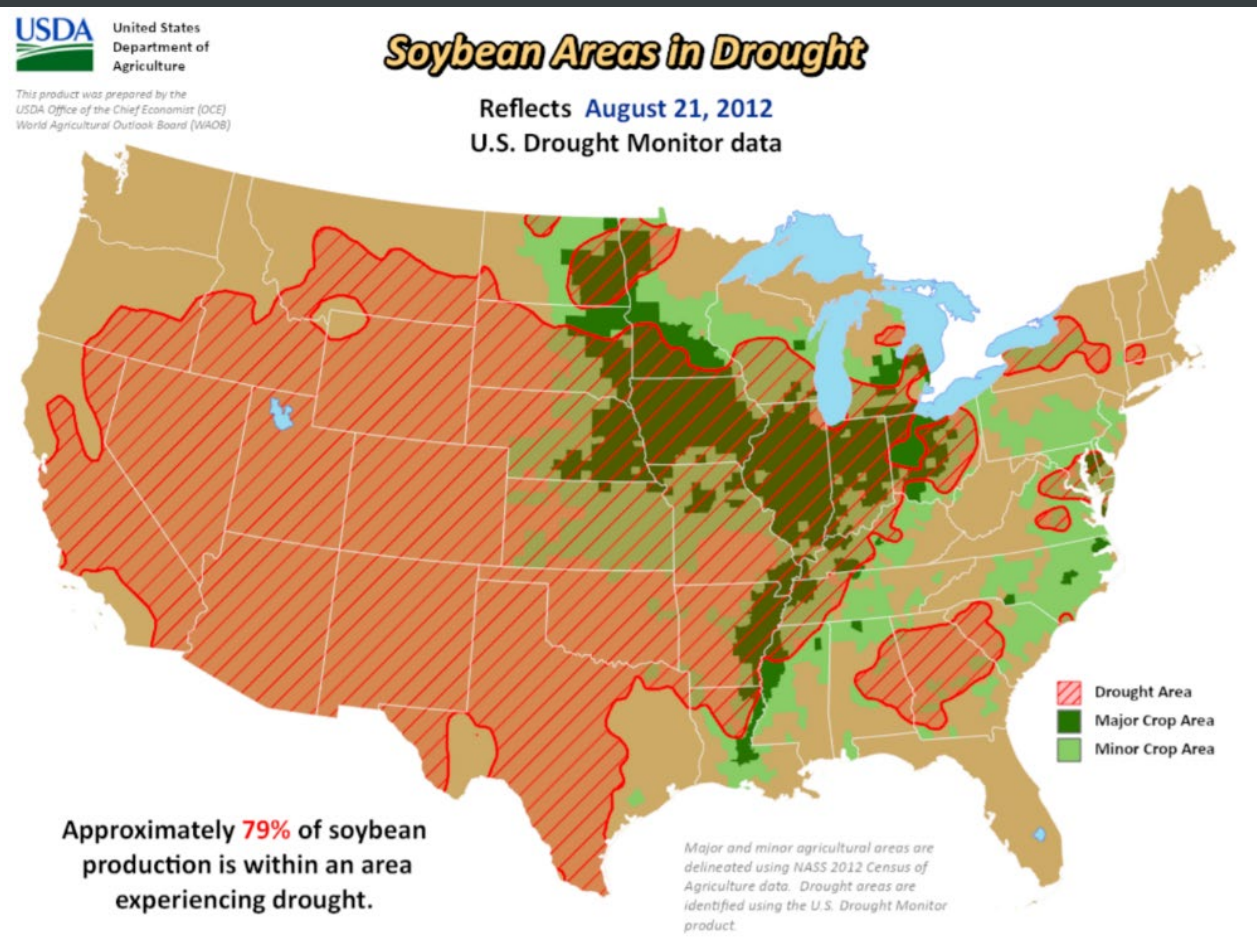 USDA
United States
Department of
Agriculture
This product was prepared by the
USDA Office of the Chief Economist (OCE)
World Agricultural Outlook Board (WAOB)
Soybean Areas in Drought
Reflects August 21, 2012
U.S. Drought Monitor data
Drought Area
Major Crop Area
Minor Crop Area
Approximately 79% of soybean
production is within an area
experiencing drought.
Major and minor agricultural areas are
delineated using NASS 2012 Census of
Agriculture data. Drought areas are
identified using the U.S. Drought Monitor
product.